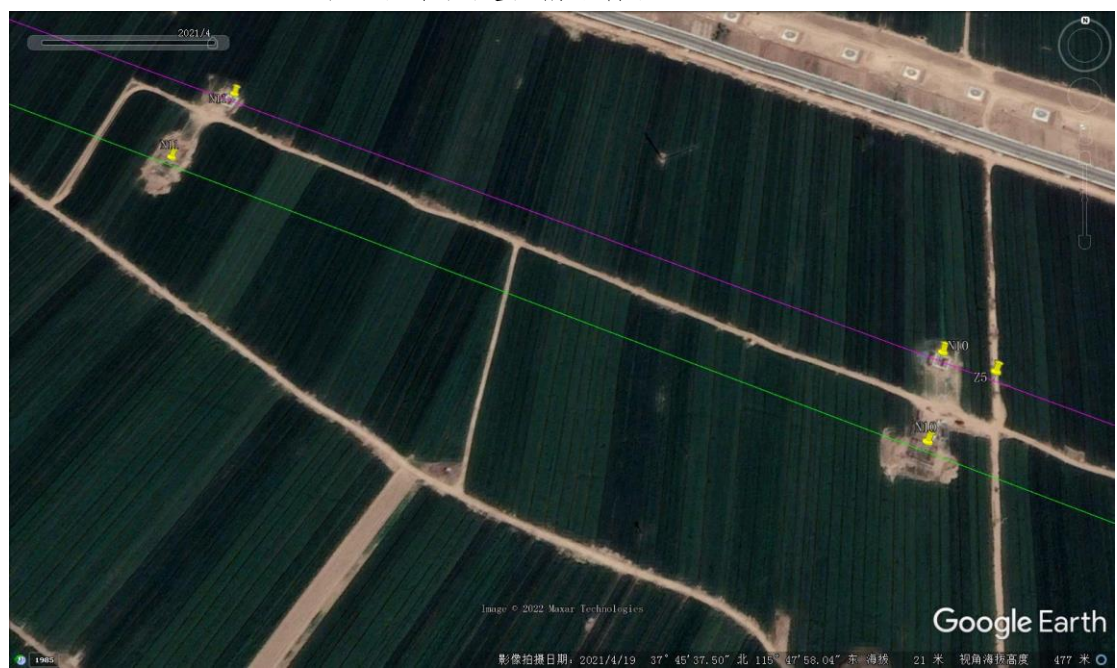 2021/4
N
N11
N10
Z5
N10
Image © 2022 Maxar Technologies
Google Earth
1985
影像拍摄日期: 2021/4/19 37°45'37.50" 北 115°47'58.04" 东 海拔 21 米 视角海拔高度 477 米